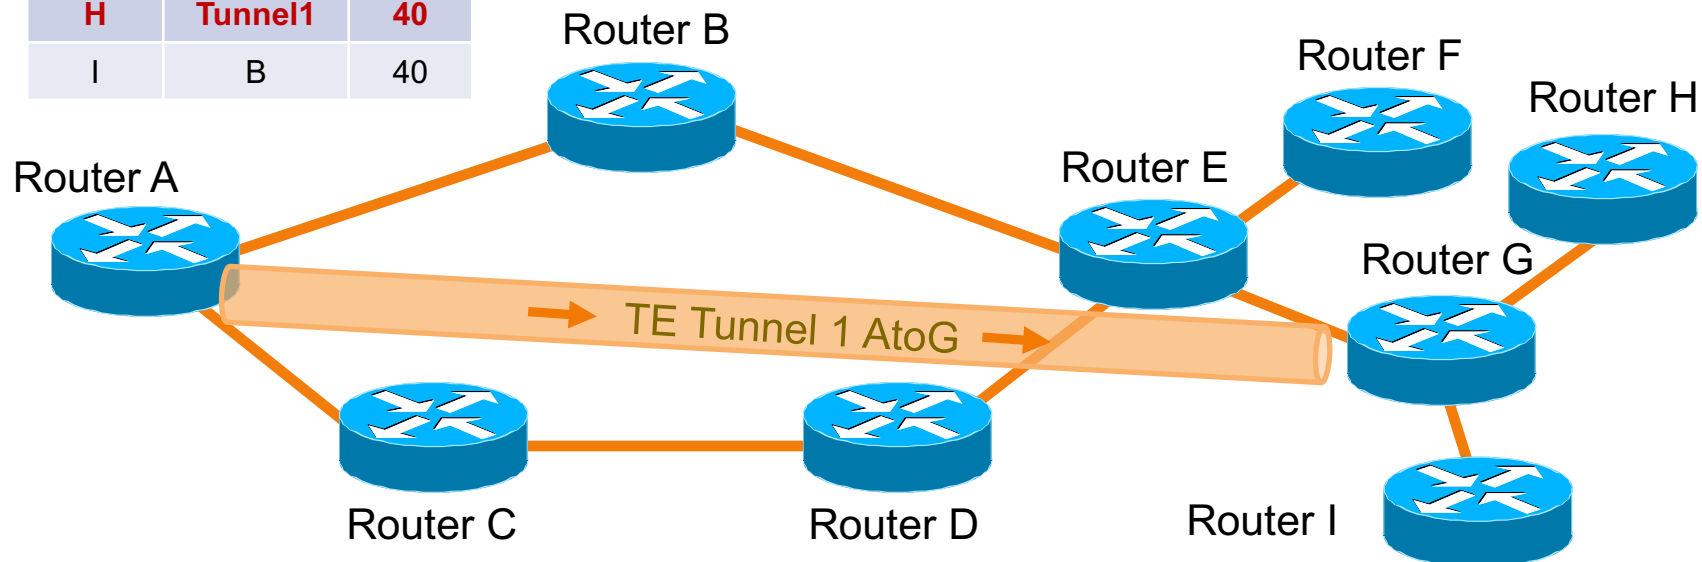 H Tunnel1 40
I B 40
Router B
Router F
Router H
Router A
Router E
Router G
TE Tunnel 1 AtoG
Router C
Router D
Router I